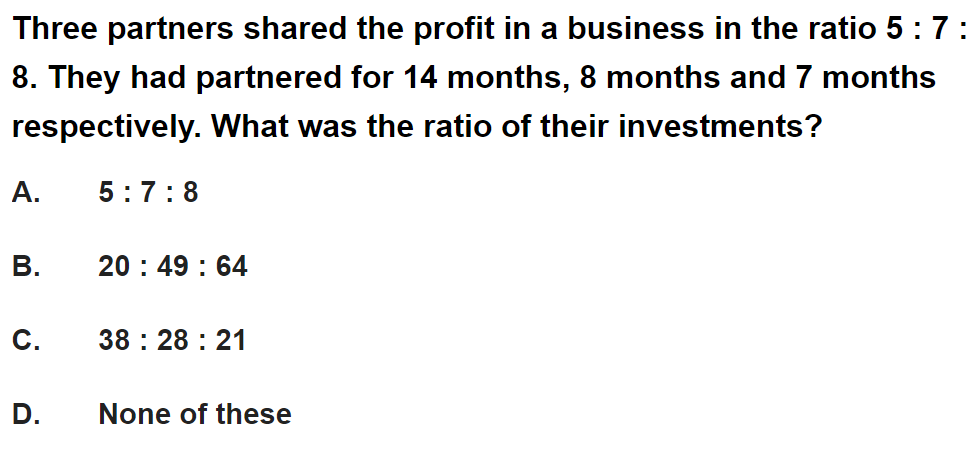 Three partners shared the profit in a business in the ratio 5 : 7 :
8. They had partnered for 14 months, 8 months and 7 months
respectively. What was the ratio of their investments?
A. 5 : 7 : 8
B. 20 : 49 : 64
C. 38 : 28 : 21
D. None of these